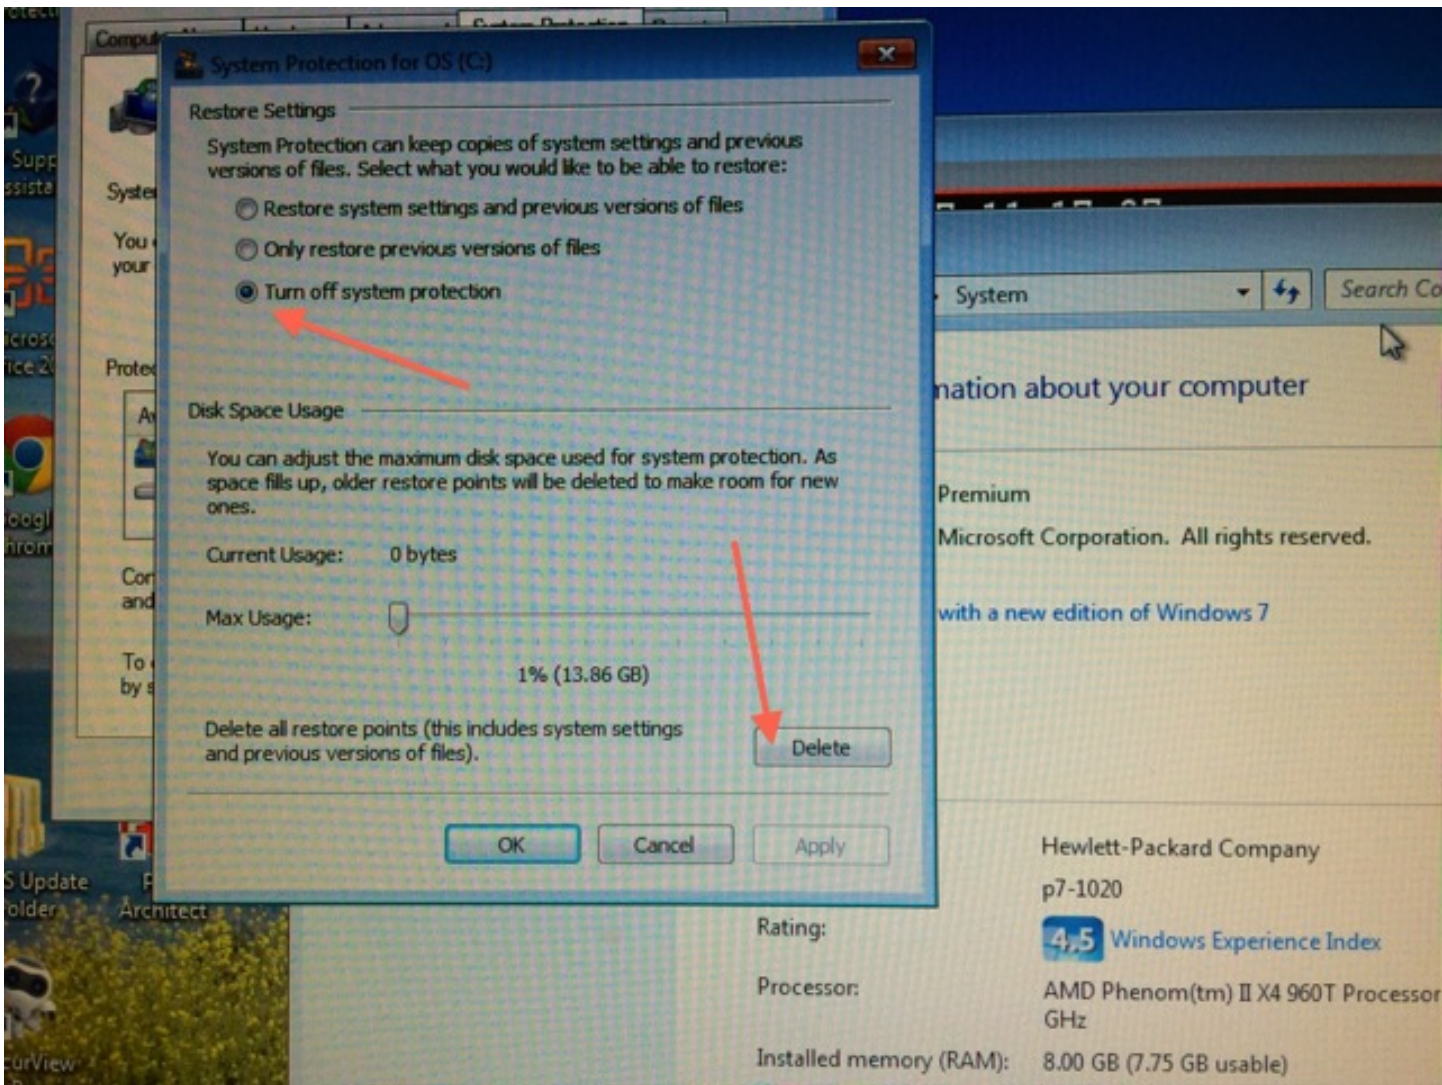 System Protection
System Protection for OS (C:)
Restore Settings
System Protection can keep copies of system settings and previous
versions of files. Select what you would like to be able to restore:
Restore system settings and previous versions of files
Only restore previous versions of files
Turn off system protection
Disk Space Usage
You can adjust the maximum disk space used for system protection. As
space fills up, older restore points will be deleted to make room for new
ones.
Current Usage: 0 bytes
Max Usage:
1% (13.86 GB)
Delete all restore points (this includes system settings
and previous versions of files).
Delete
OK Cancel Apply
You
your
To
by
S Update
Architect
System
Search Co
mation about your computer
Premium
Microsoft Corporation. All rights reserved.
with a new edition of Windows 7
Hewlett-Packard Company
p7-1020
Rating: 4,5 Windows Experience Index
Processor: AMD Phenom(tm) II X4 960T Processor
GHz
Installed memory (RAM): 8.00 GB (7.75 GB usable)